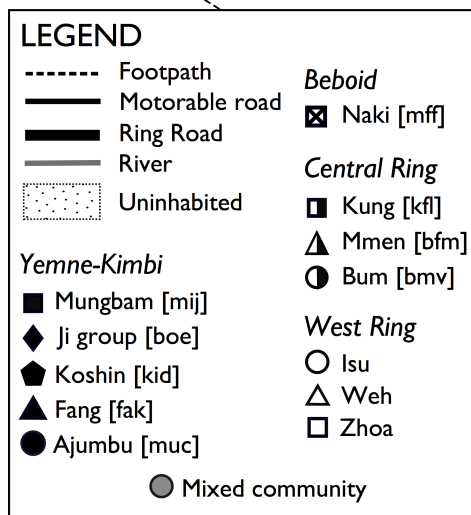 LEGEND
Footpath
Motorable road
Ring Road
River
Uninhabited
Yemne-Kimbi
Mungbam [mij]
Ji group [boe]
Koshin [kid]
Fang [fak]
Ajumbu [muc]
Beboid
Naki [mff]
Central Ring
Kung [kfl]
Mmen [bfm]
Bum [bmv]
West Ring
Isu
Weh
Zhoa
Mixed community